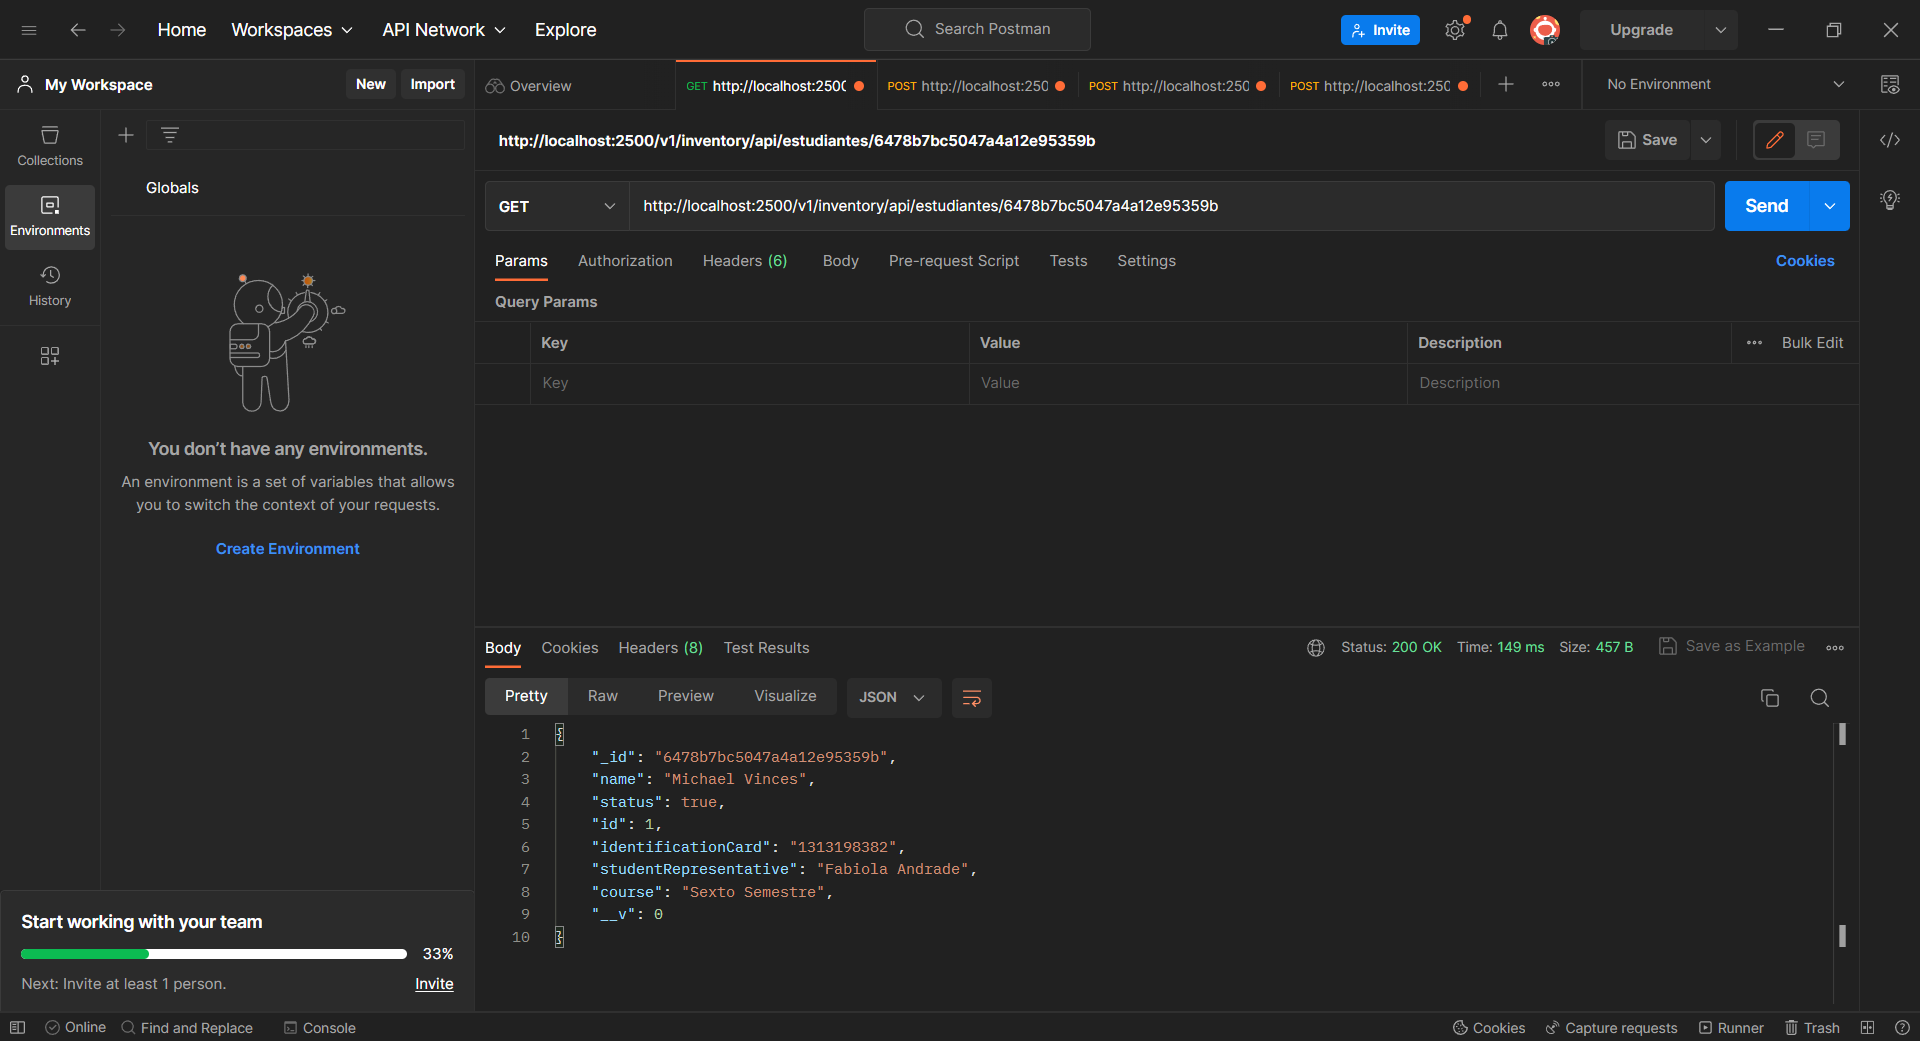 Home Workspaces API Network Explore Search Postman Invite Upgrade
My Workspace New Import Overview GET http://localhost:2500 POST http://localhost:250 POST http://localhost:250 POST http://localhost:250 No Environment
Collections
Environments
History
Globals
You don’t have any environments.
An environment is a set of variables that allows
you to switch the context of your requests.
Create Environment
Start working with your team
33%
Next: Invite at least 1 person. Invite
http://localhost:2500/v1/inventory/api/estudiantes/6478b7bc5047a4a12e95359b Save
GET http://localhost:2500/v1/inventory/api/estudiantes/6478b7bc5047a4a12e95359b Send
Params Authorization Headers (6) Body Pre-request Script Tests Settings Cookies
Query Params
Key Value Description Bulk Edit
Key Value Description
Body Cookies Headers (8) Test Results Status: 200 OK Time: 149 ms Size: 457 B Save as Example
Pretty Raw Preview Visualize JSON
1 {
2 "_id": "6478b7bc5047a4a12e95359b",
3 "name": "Michael Vinces",
4 "status": true,
5 "id": 1,
6 "identificationCard": "1313198382",
7 "studentRepresentative": "Fabiola Andrade",
8 "course": "Sexto Semestre",
9 "__v": 0
10 }
Online Find and Replace Console Cookies Capture requests Runner Trash